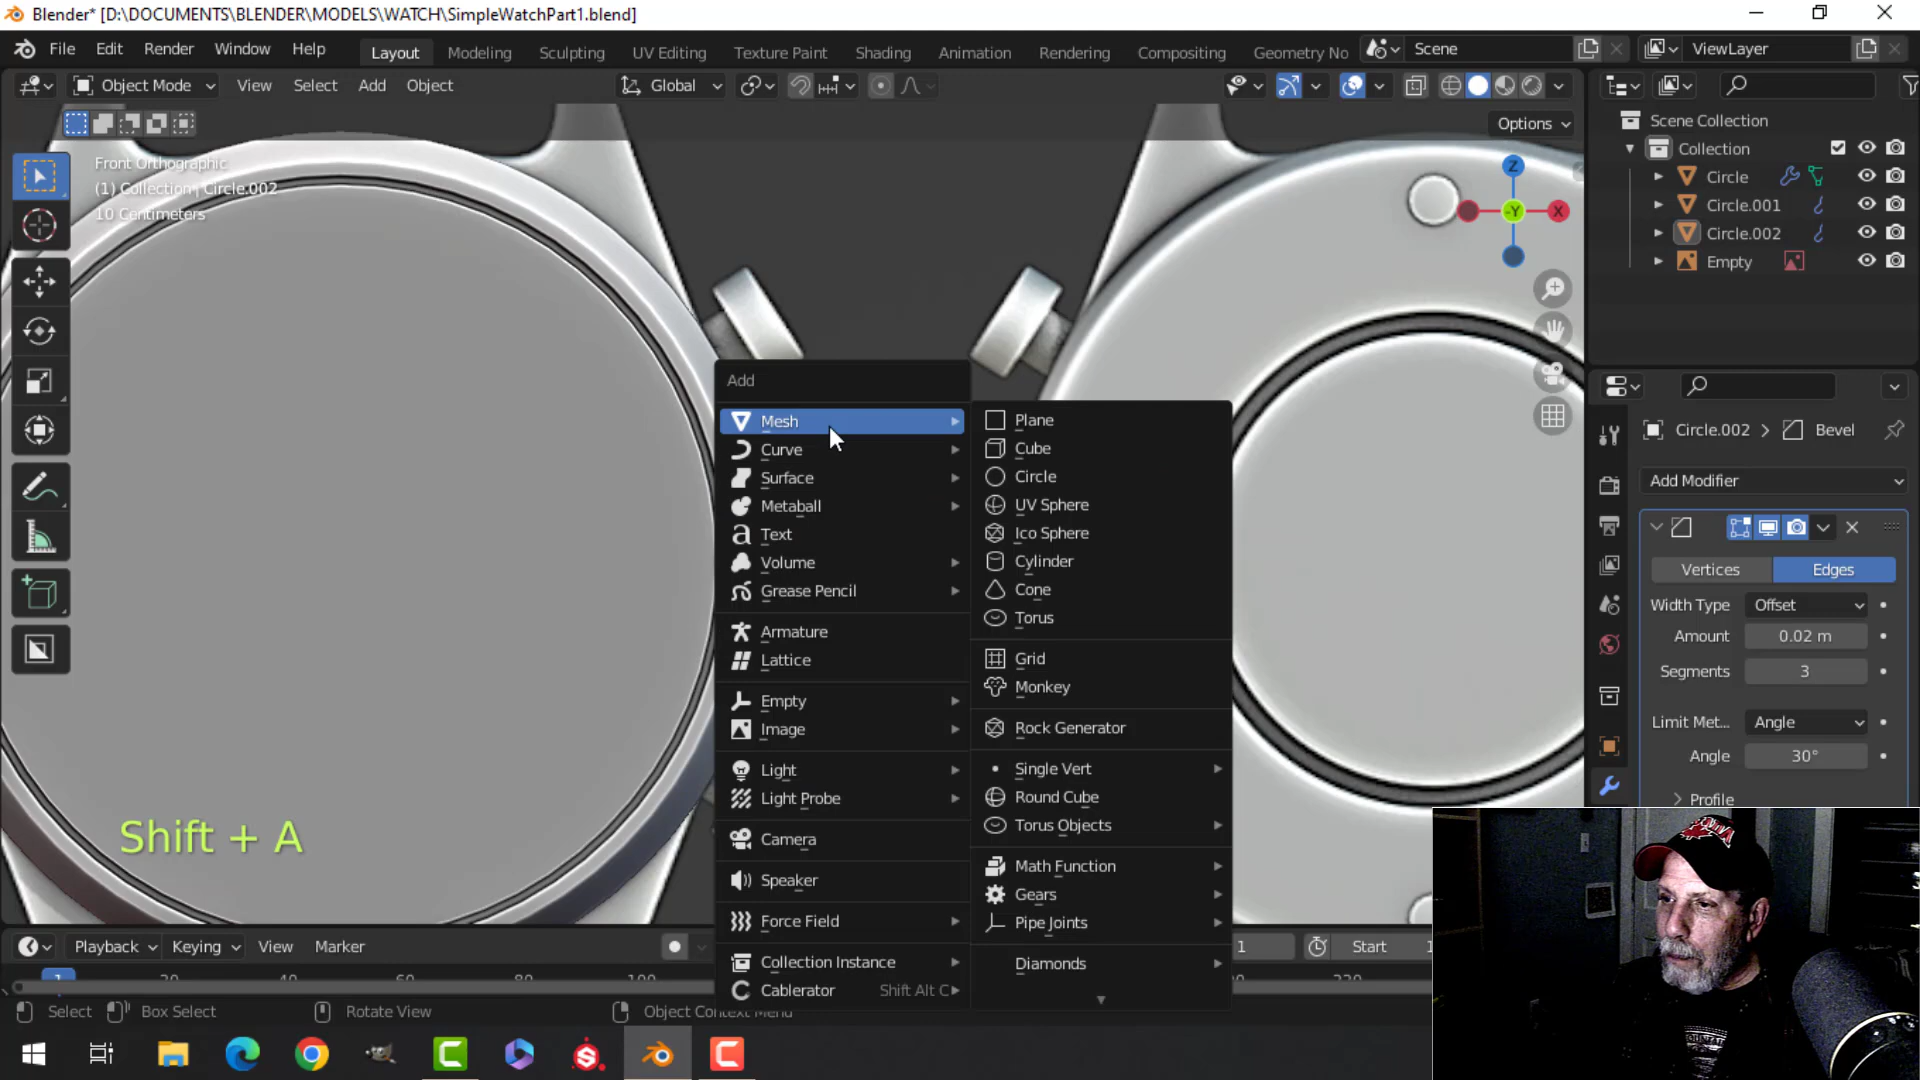 Blender* [D:\DOCUMENTS\BLENDER\MODELS\WATCH\SimpleWatchPart1.blend]
File Edit Render Window Help Layout Modeling Sculpting UV Editing Texture Paint Shading Animation Rendering Compositing Geometry No Scene ViewLayer
Object Mode View Select Add Object Global
Options
Front Orthographic
(1) Collection | Circle.002
10 Centimeters
Z
-Y
X
Scene Collection
Collection
Circle
Circle.001
Circle.002
Empty
Add
Mesh
Curve
Surface
Metaball
Text
Volume
Grease Pencil
Armature
Lattice
Empty
Image
Light
Light Probe
Camera
Speaker
Force Field
Collection Instance
Cablerator Shift Alt C
Plane
Cube
Circle
UV Sphere
Ico Sphere
Cylinder
Cone
Torus
Grid
Monkey
Rock Generator
Single Vert
Round Cube
Torus Objects
Math Function
Gears
Pipe Joints
Diamonds
Circle.002 > Bevel
Add Modifier
Vertices Edges
Width Type Offset
Amount 0.02 m
Segments 3
Limit Met... Angle
Angle 30°
Profile
Shift + A
Playback Keying View Marker 1 Start
1
Select Box Select Rotate View Object Context Menu